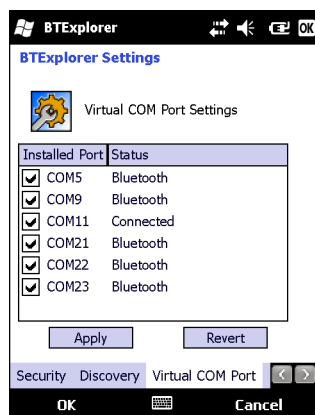 BTExplorer OK
BTExplorer Settings
Virtual COM Port Settings
Installed Port Status
COM5 Bluetooth
COM9 Bluetooth
COM11 Connected
COM21 Bluetooth
COM22 Bluetooth
COM23 Bluetooth
Apply Revert
Security Discovery Virtual COM Port
OK Cancel